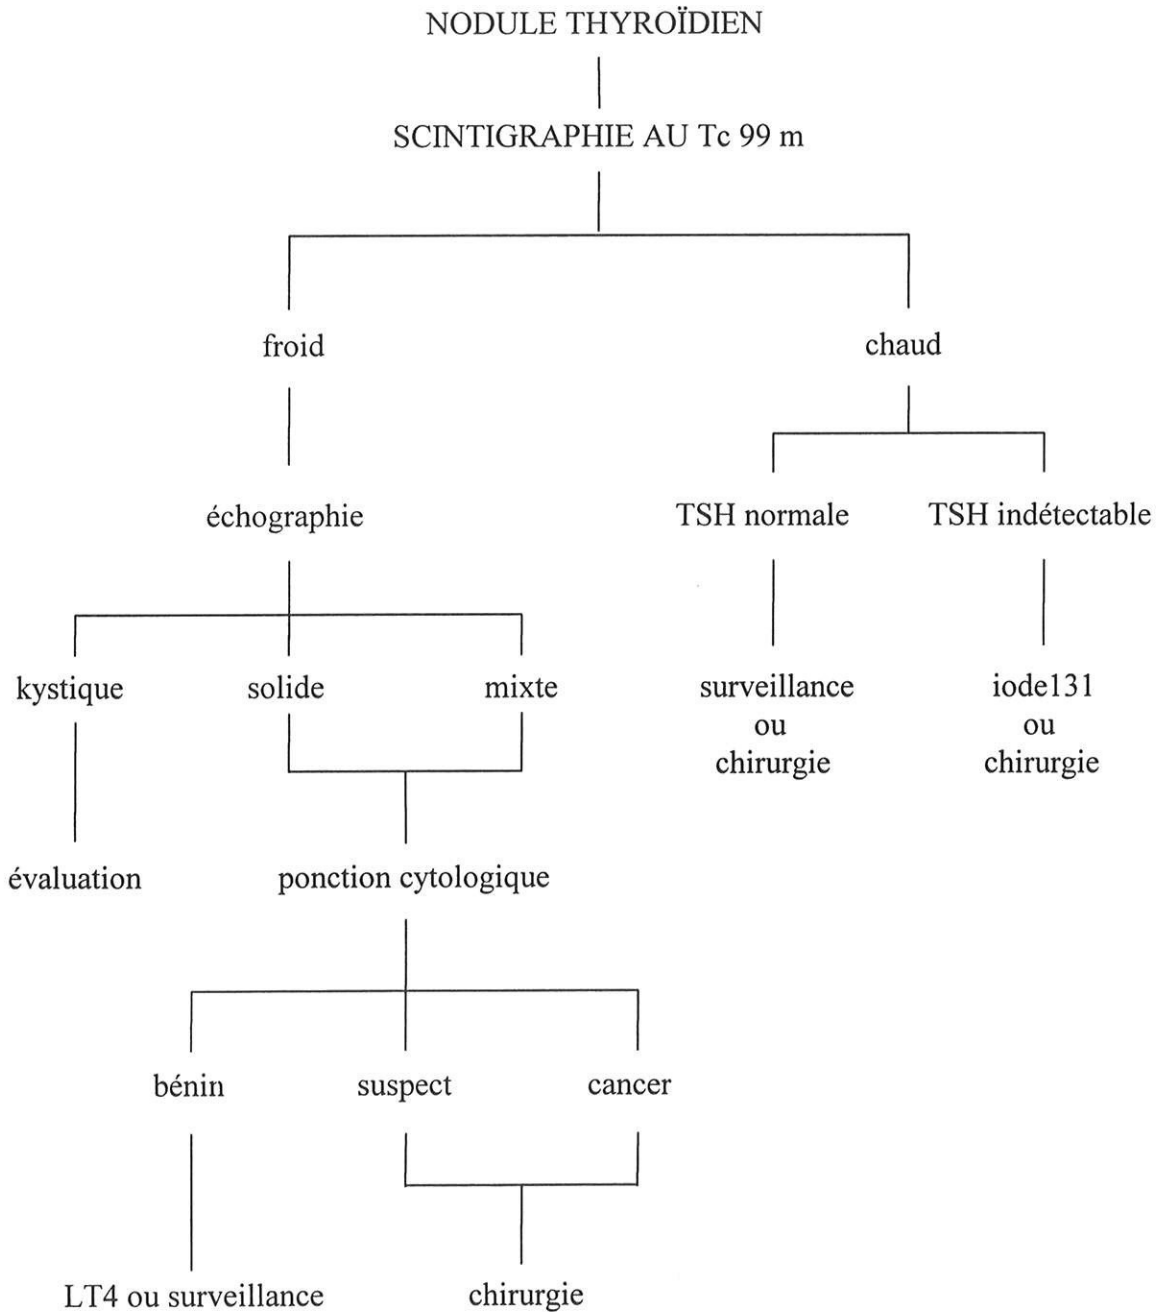 NODULE THYROÏDIEN
SCINTIGRAPHIE AU Tc 99 m
froid
chaud
échographie
TSH normale
TSH indétectable
kystique
solide
mixte
surveillance
ou
chirurgie
iode131
ou
chirurgie
évaluation
ponction cytologique
bénin
suspect
cancer
LT4 ou surveillance
chirurgie